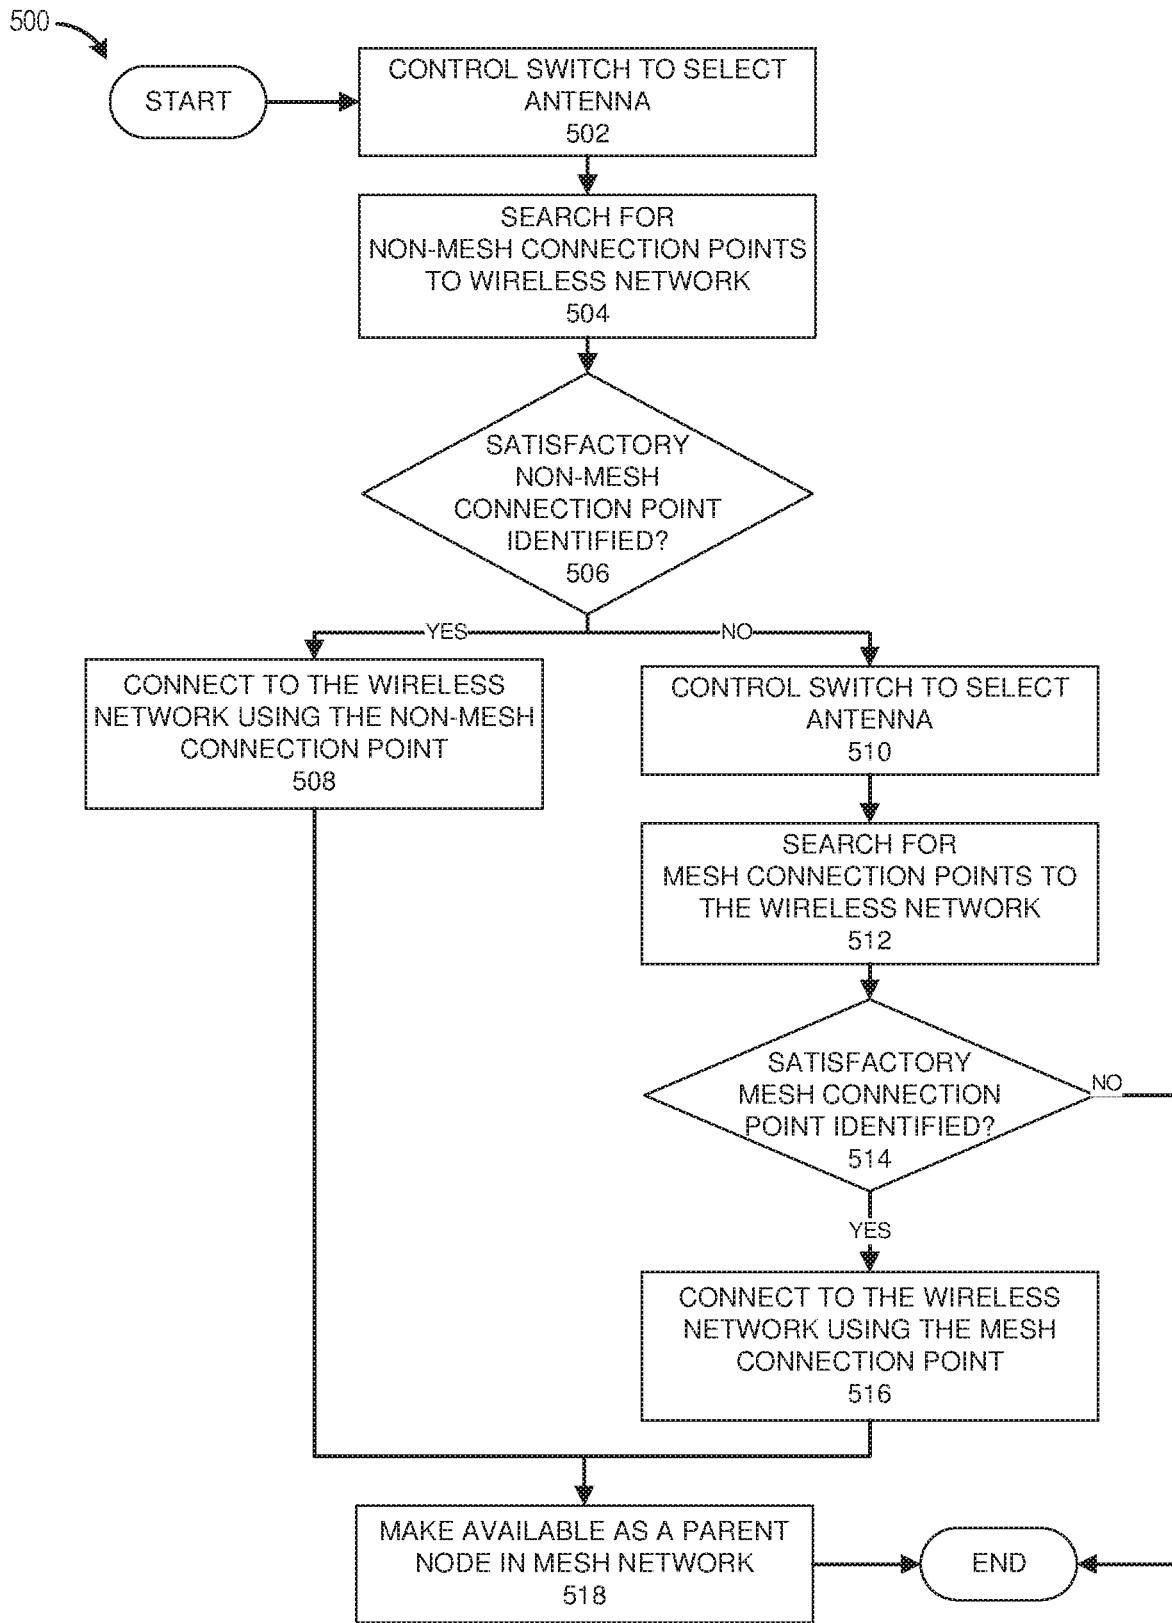 500
START
CONTROL SWITCH TO SELECT
ANTENNA
502
SEARCH FOR
NON-MESH CONNECTION POINTS
TO WIRELESS NETWORK
504
SATISFACTORY
NON-MESH
CONNECTION POINT
IDENTIFIED?
506
YES
NO
CONNECT TO THE WIRELESS
NETWORK USING THE NON-MESH
CONNECTION POINT
508
CONTROL SWITCH TO SELECT
ANTENNA
510
SEARCH FOR
MESH CONNECTION POINTS TO
THE WIRELESS NETWORK
512
SATISFACTORY
MESH CONNECTION
POINT IDENTIFIED?
514
NO
YES
CONNECT TO THE WIRELESS
NETWORK USING THE MESH
CONNECTION POINT
516
MAKE AVAILABLE AS A PARENT
NODE IN MESH NETWORK
518
END